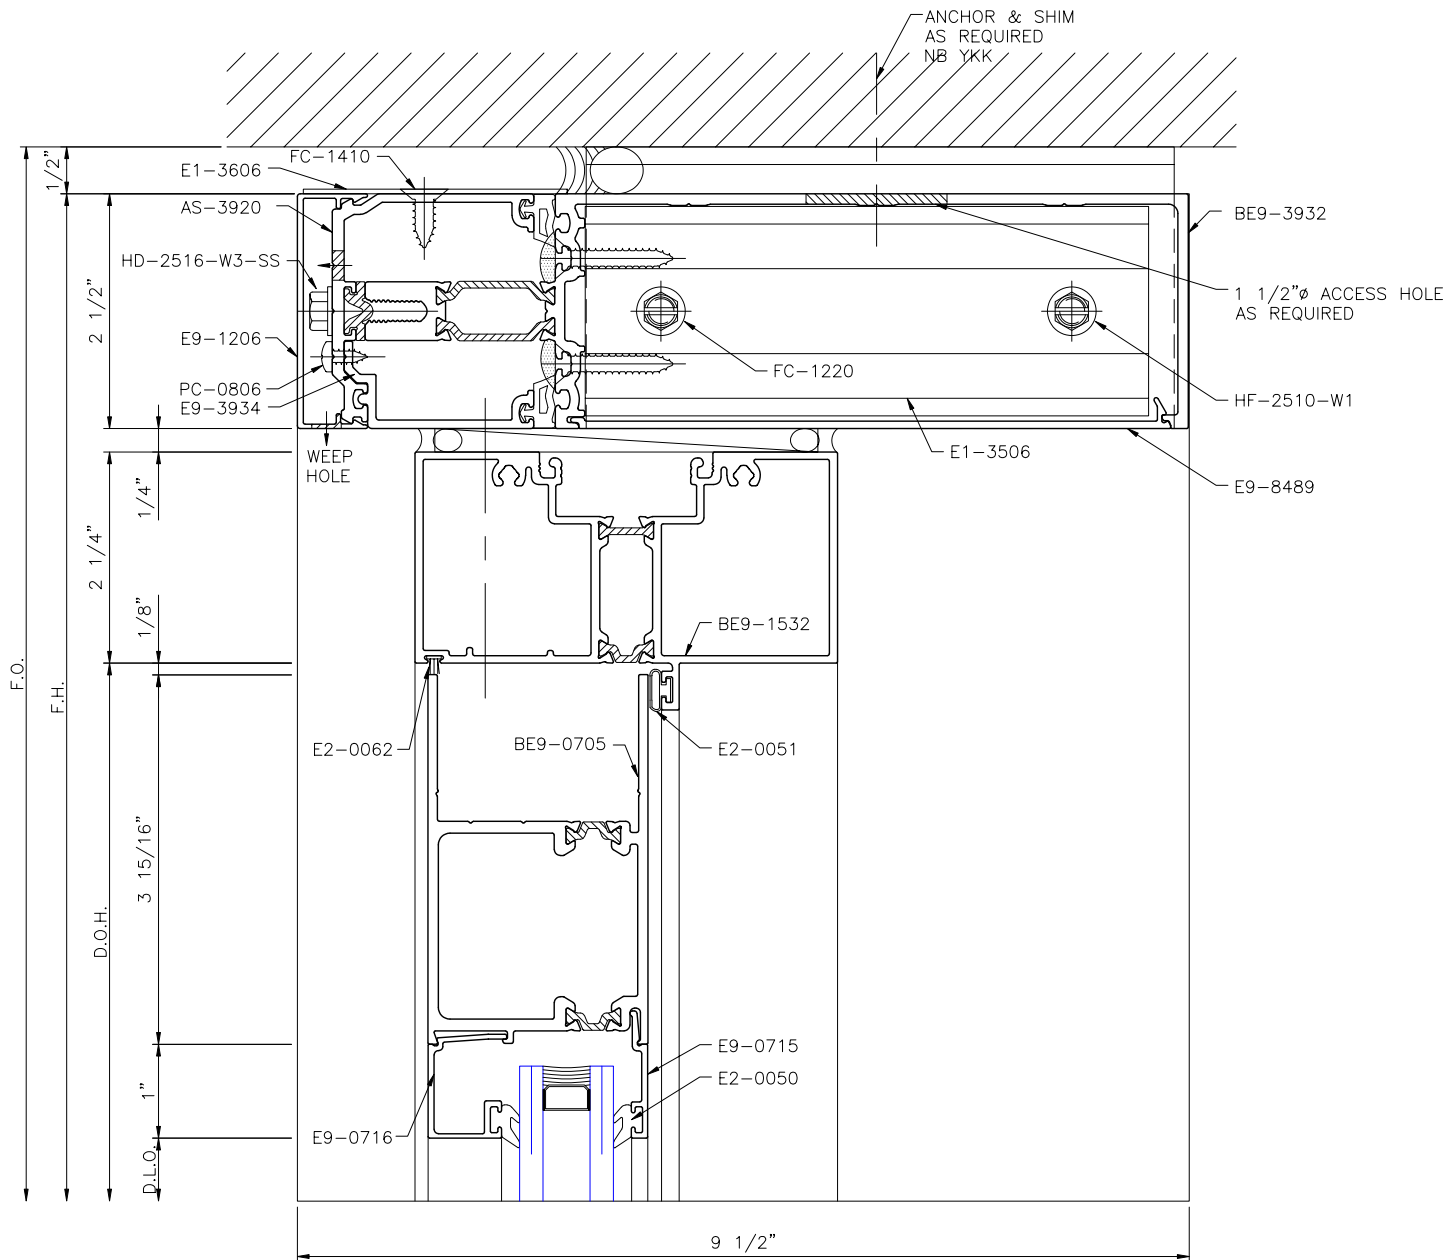 ANCHOR & SHIM
AS REQUIRED
NB YKK
1/2"
FC-1410
E1-3606
AS-3920
BE9-3932
HD-2516-W3-SS
2 1/2"
1 1/2"ø ACCESS HOLE
AS REQUIRED
E9-1206
FC-1220
PC-0806
E9-3934
HF-2510-W1
WEEP
HOLE
E1-3506
E9-8489
1/4"
2 1/4"
1/8"
BE9-1532
F.O.
F.H.
E2-0062
BE9-0705
E2-0051
3 15/16"
D.O.H.
E9-0715
E2-0050
1"
E9-0716
D.L.O.
9 1/2"